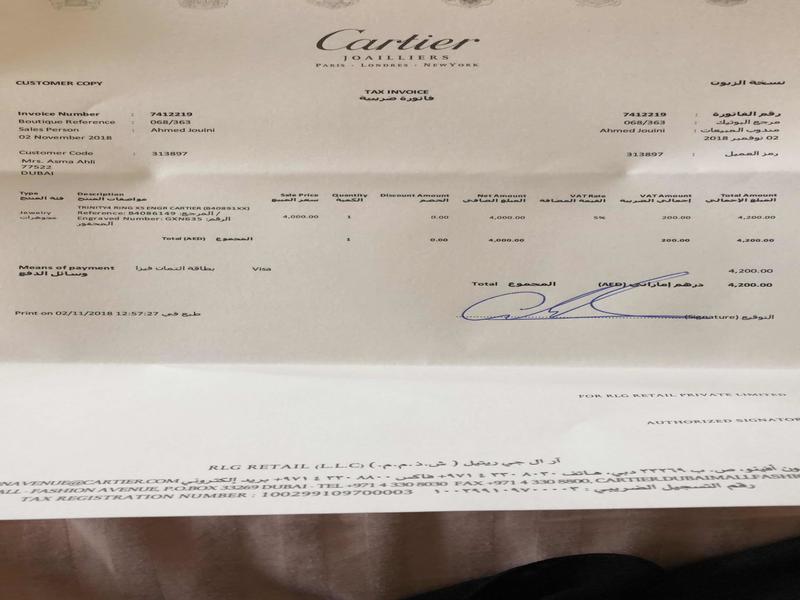 Cartier
JOAILLIERS
PARIS - LONDRES - NEW YORK
CUSTOMER COPY نسخة الزبون
TAX INVOICE
فاتورة ضريبية
Invoice Number : 7412219 7412219 : رقم الفاتورة
Boutique Reference : 068/363 068/363 : مرجع البوتيك
Sales Person : Ahmed Jouini Ahmed Jouini : مندوب المبيعات
02 November 2018 02 نوفمبر 2018
Customer Code : 313897 313897 : رمز العميل
Mrs. Asma Ahli
77522
DUBAI
Type Description Sale Price Quantity Discount Amount Net Amount VAT Rate VAT Amount Total Amount
فئة المنتج مواصفات المنتج سعر المبيع الكمية الخصم المبلغ الصافي القيمة المضافة إجمالي الضريبة المبلغ الإجمالي
TRINITY4 RING XS ENGR CARTIER (B40891XX)
Jewelry Reference: B4086149 :المرجع / 4,000.00 1 0.00 4,000.00 5% 200.00 4,200.00
مجوهرات Engraved Number: GXN635 :الرقم
المحفور
Total (AED) المجموع 1 0.00 4,000.00 200.00 4,200.00
Means of payment بطاقة ائتمان فيزا Visa 4,200.00
وسائل الدفع
Total المجموع (AED) درهم إماراتي 4,200.00
Print on 02/11/2018 12:57:27 طبع في
(Signature) التوقيع
FOR RLG RETAIL PRIVATE LIMITED
AUTHORIZED SIGNATOR
RLG RETAIL (L.L.C) (.م.م.ذ.ش) آر ال جي ريتيل
ص. ب ٣٣٢٦٩ دبي، هاتف ٨٠٣٠ ٣٣٠ ٤ ٩٧١+ فاكس ٨٨٠٠ ٣٣٠ ٤ ٩٧١+ بريد إلكتروني NAVENUE@CARTIER.COM
ALL - FASHION AVENUE, P.O.BOX 33269 DUBAI - TEL +971 4 330 8030 FAX +971 4 330 8800, CARTIER.DUBAIMALLFASHI
TAX REGISTRATION NUMBER : 100299109700003 رقم التسجيل الضريبي : ١٠٠٢٩٩١٠٩٧٠٠٠٠٣